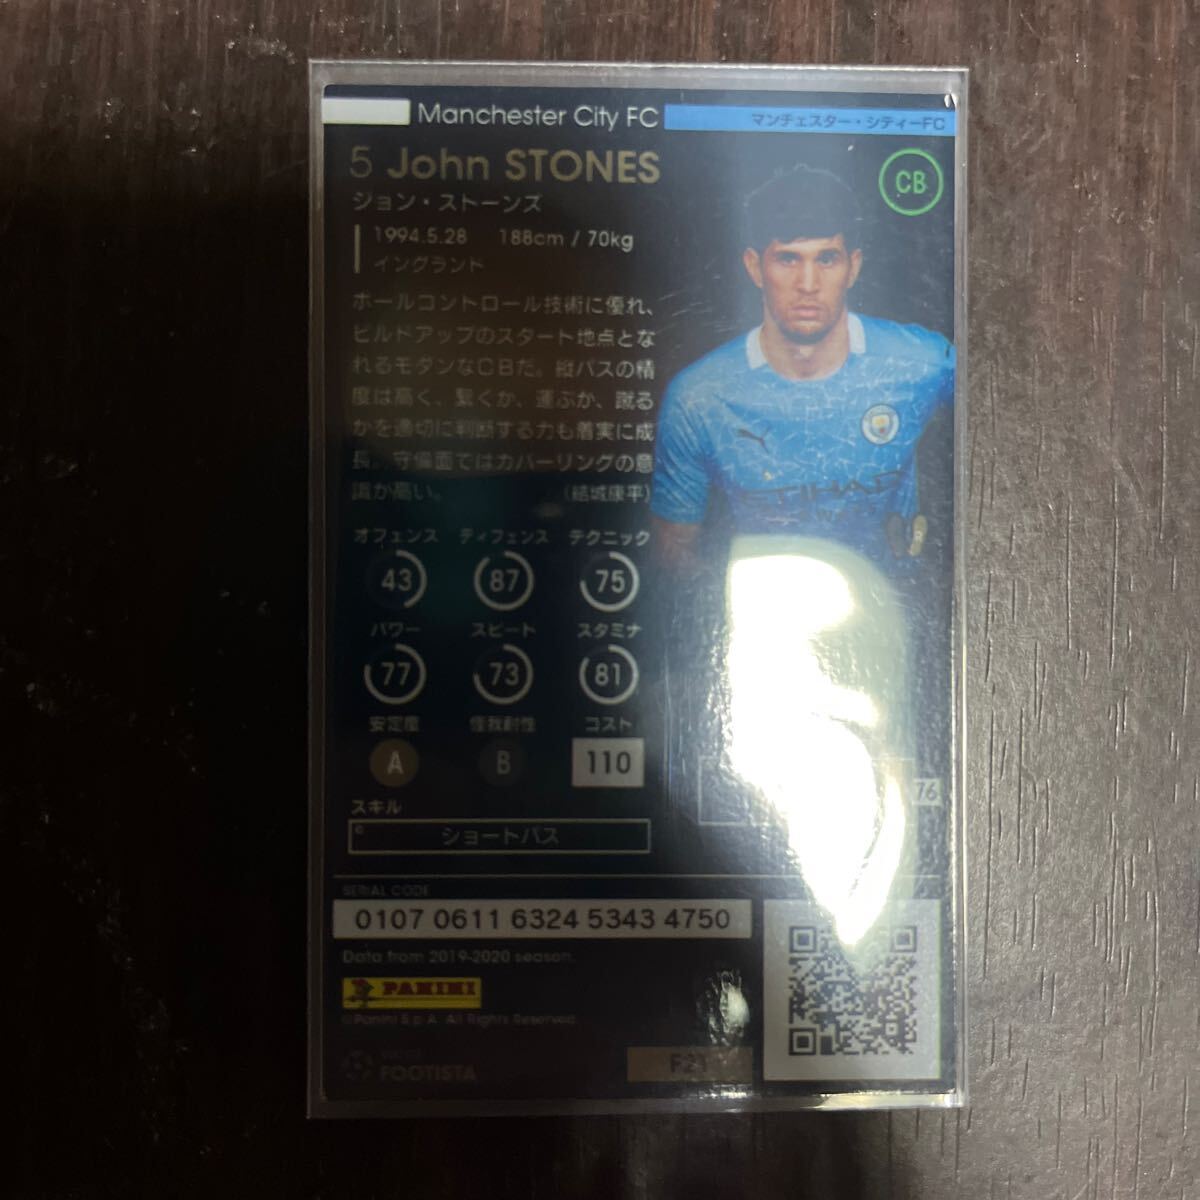 Manchester City FC
マンチェスター・シティーFC
5 John STONES
CB
ジョン・ストーンズ
1994.5.28 188cm / 70kg
イングランド
ボールコントロール技術に優れ、
ビルドアップのスタート地点とな
れるモダンなCBだ。縦パスの精
度は高く、繋ぐか、運ぶか、蹴る
かを適切に判断する力も着実に成
長。守備面ではカバーリングの意
識が高い。 (結城康平)
オフェンス ディフェンス テクニック
43 87 75
パワー スピード スタミナ
77 73 81
安定度 怪我耐性 コスト
A B 110
76
スキル
C ショートパス
SERIAL CODE
0107 0611 6324 5343 4750
Data from 2019-2020 season.
PANINI
©Panini S.p.A. All Rights Reserved.
FOOTISTA
ETIHAD